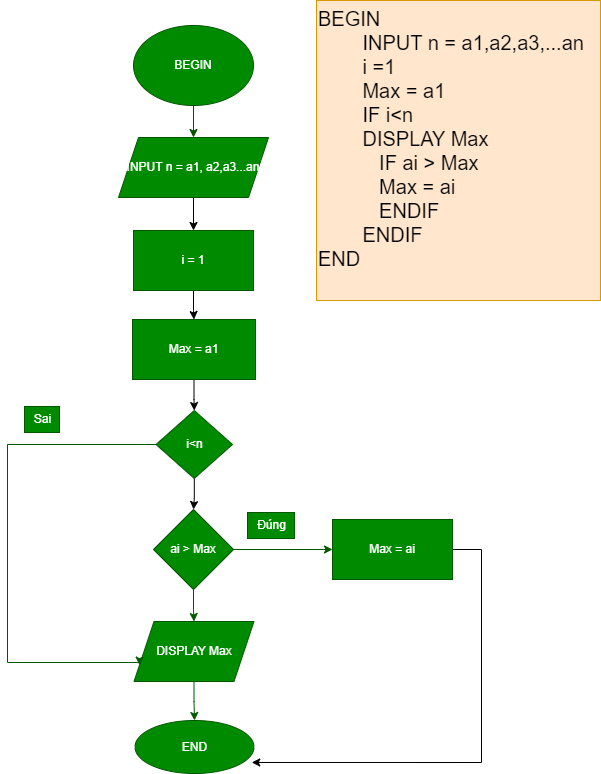 BEGIN
INPUT n = a1, a2,a3...an
i = 1
Max = a1
Sai
i<n
ai > Max
Đúng
Max = ai
DISPLAY Max
END
BEGIN
INPUT n = a1,a2,a3,...an
i =1
Max = a1
IF i<n
DISPLAY Max
IF ai > Max
Max = ai
ENDIF
ENDIF
END